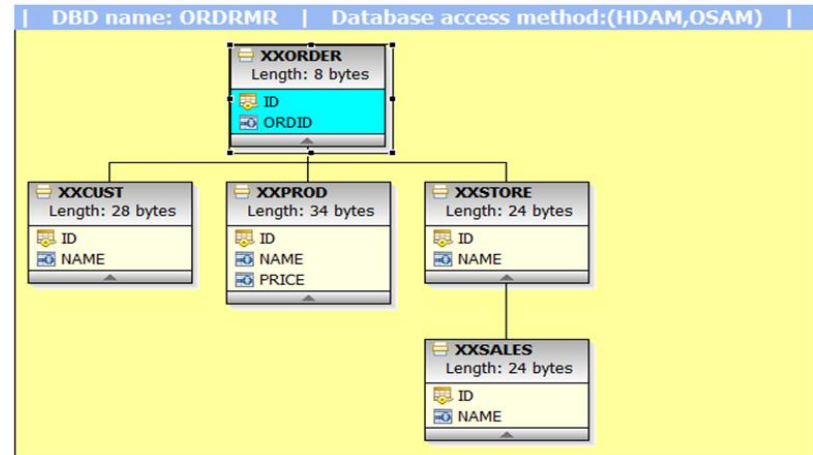 DBD name: ORDRMR | Database access method:(HDAM,OSAM) |
XXORDER
Length: 8 bytes
ID
ORDID
XXCUST
Length: 28 bytes
ID
NAME
XXPROD
Length: 34 bytes
ID
NAME
PRICE
XXSTORE
Length: 24 bytes
ID
NAME
XXSALES
Length: 24 bytes
ID
NAME